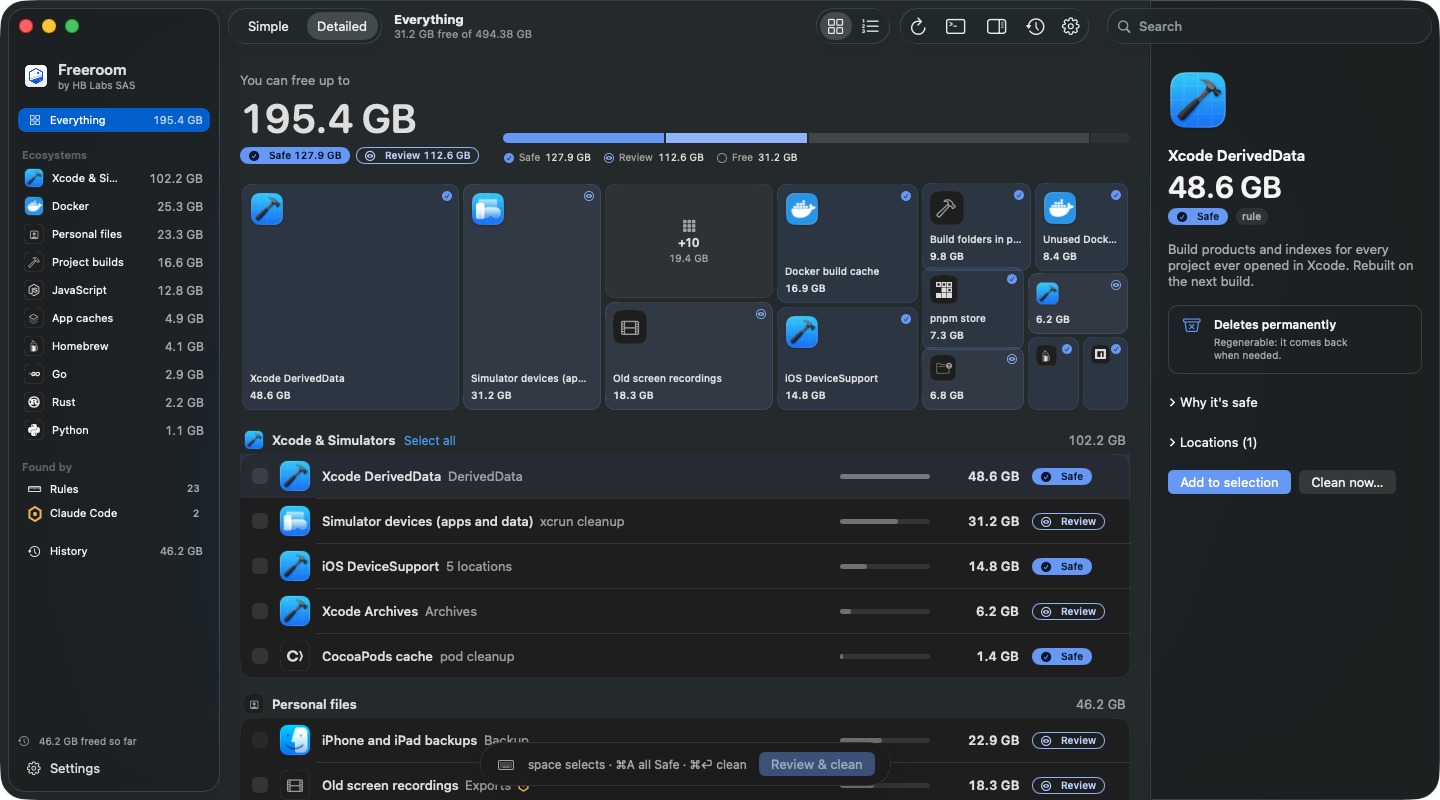 Freeroom
by HB Labs SAS
Everything 195.4 GB
Ecosystems
Xcode & Si... 102.2 GB
Docker 25.3 GB
Personal files 23.3 GB
Project builds 16.6 GB
JavaScript 12.8 GB
App caches 4.9 GB
Homebrew 4.1 GB
Go 2.9 GB
Rust 2.2 GB
Python 1.1 GB
Found by
Rules 23
Claude Code 2
History 46.2 GB
46.2 GB freed so far
Settings
Simple Detailed
Everything
31.2 GB free of 494.38 GB
Search
You can free up to
195.4 GB
Safe 127.9 GB Review 112.6 GB
Safe 127.9 GB Review 112.6 GB Free 31.2 GB
Xcode DerivedData
48.6 GB
Simulator devices (ap...
31.2 GB
+10
19.4 GB
Old screen recordings
18.3 GB
Docker build cache
16.9 GB
iOS DeviceSupport
14.8 GB
Build folders in p...
9.8 GB
Unused Dock...
8.4 GB
pnpm store
7.3 GB
6.2 GB
6.8 GB
Xcode & Simulators Select all 102.2 GB
Xcode DerivedData DerivedData 48.6 GB Safe
Simulator devices (apps and data) xcrun cleanup 31.2 GB Review
iOS DeviceSupport 5 locations 14.8 GB Safe
Xcode Archives Archives 6.2 GB Review
CocoaPods cache pod cleanup 1.4 GB Safe
Personal files 46.2 GB
iPhone and iPad backups Backup 22.9 GB Review
Old screen recordings Exports 18.3 GB Review
space selects · ⌘A all Safe · ⌘⏎ clean Review & clean
Xcode DerivedData
48.6 GB
Safe rule
Build products and indexes for every
project ever opened in Xcode. Rebuilt on
the next build.
Deletes permanently
Regenerable: it comes back
when needed.
Why it's safe
Locations (1)
Add to selection Clean now...